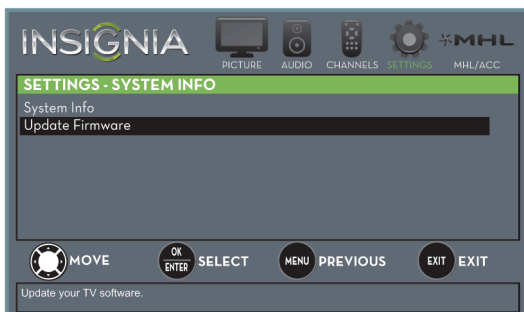 INSIGNIA
PICTURE AUDIO CHANNELS SETTINGS MHL/ACC
MHL
SETTINGS - SYSTEM INFO
System Info
Update Firmware
MOVE OK ENTER SELECT MENU PREVIOUS EXIT EXIT
Update your TV software.